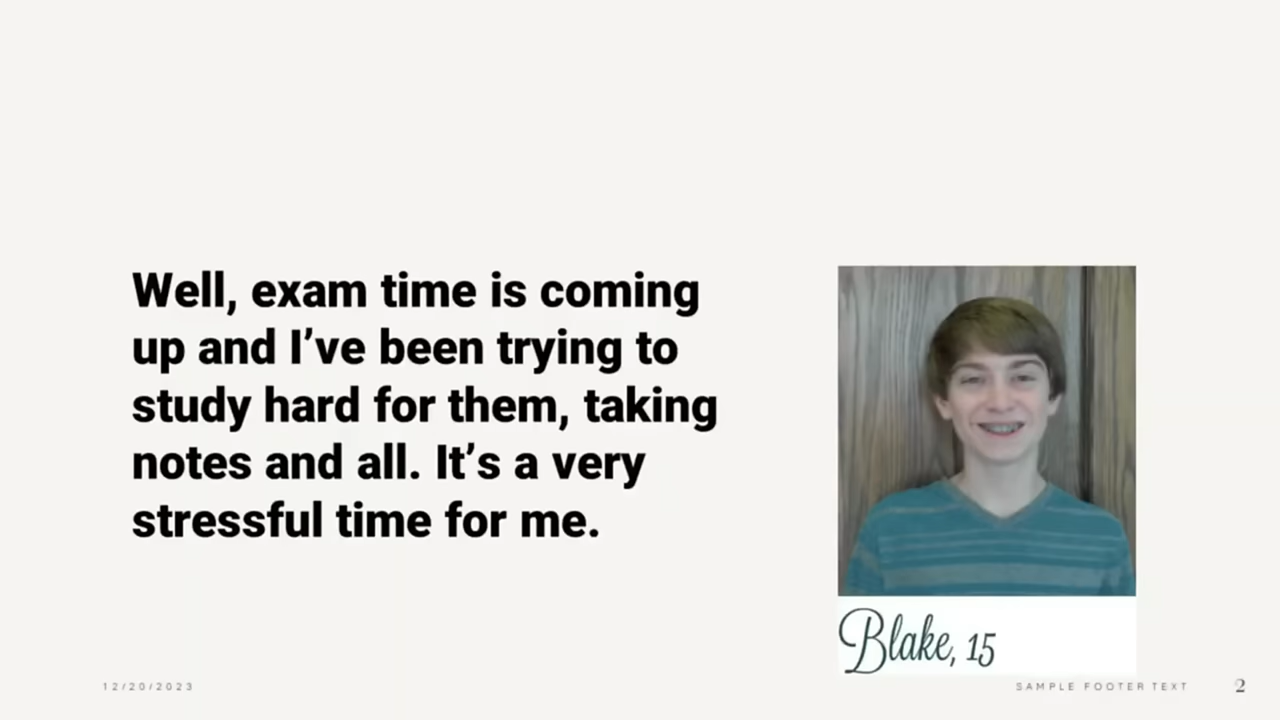 Well, exam time is coming
up and I’ve been trying to
study hard for them, taking
notes and all. It’s a very
stressful time for me.
Blake, 15
12/20/2023
SAMPLE FOOTER TEXT
2